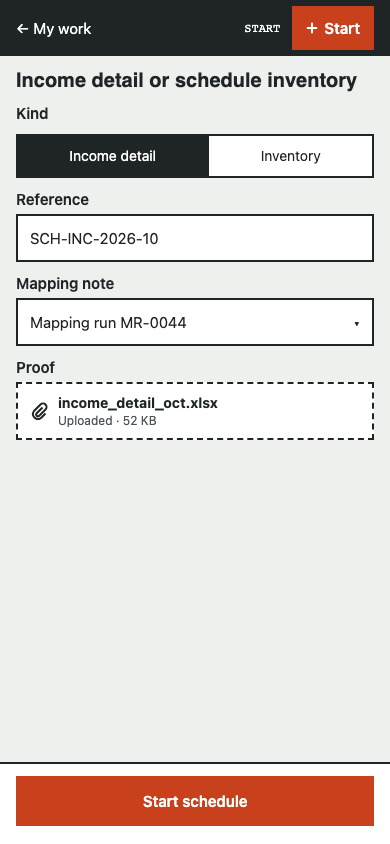 ← My work
START
+ Start
Income detail or schedule inventory
Kind
Income detail
Inventory
Reference
SCH-INC-2026-10
Mapping note
Mapping run MR-0044
Proof
income_detail_oct.xlsx
Uploaded · 52 KB
Start schedule